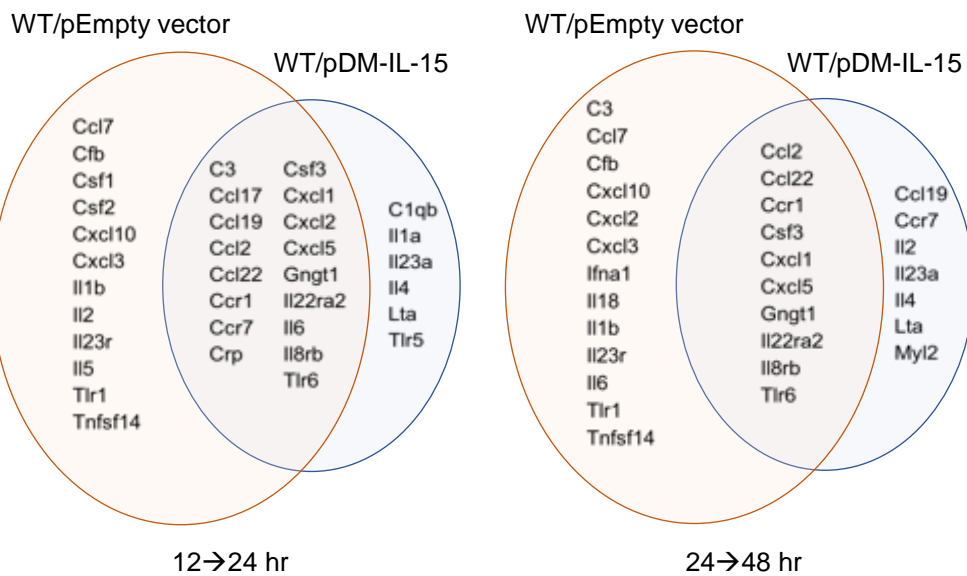 WT/pEmpty vector
WT/pDM-IL-15
Ccl7
Cfb
Csf1
Csf2
Cxcl10
Cxcl3
Il1b
Il2
Il23r
Il5
Tlr1
Tnfsf14
C3
Ccl17
Ccl19
Ccl2
Ccl22
Ccr1
Ccr7
Crp
Csf3
Cxcl1
Cxcl2
Cxcl5
Gngt1
Il22ra2
Il6
Il8rb
Tlr6
C1qb
Il1a
Il23a
Il4
Lta
Tlr5
12→24 hr
WT/pEmpty vector
WT/pDM-IL-15
C3
Ccl7
Cfb
Cxcl10
Cxcl2
Cxcl3
Ifna1
Il18
Il1b
Il23r
Il6
Tlr1
Tnfsf14
Ccl2
Ccl22
Ccr1
Csf3
Cxcl1
Cxcl5
Gngt1
Il22ra2
Il8rb
Tlr6
Ccl19
Ccr7
Il2
Il23a
Il4
Lta
Myl2
24→48 hr